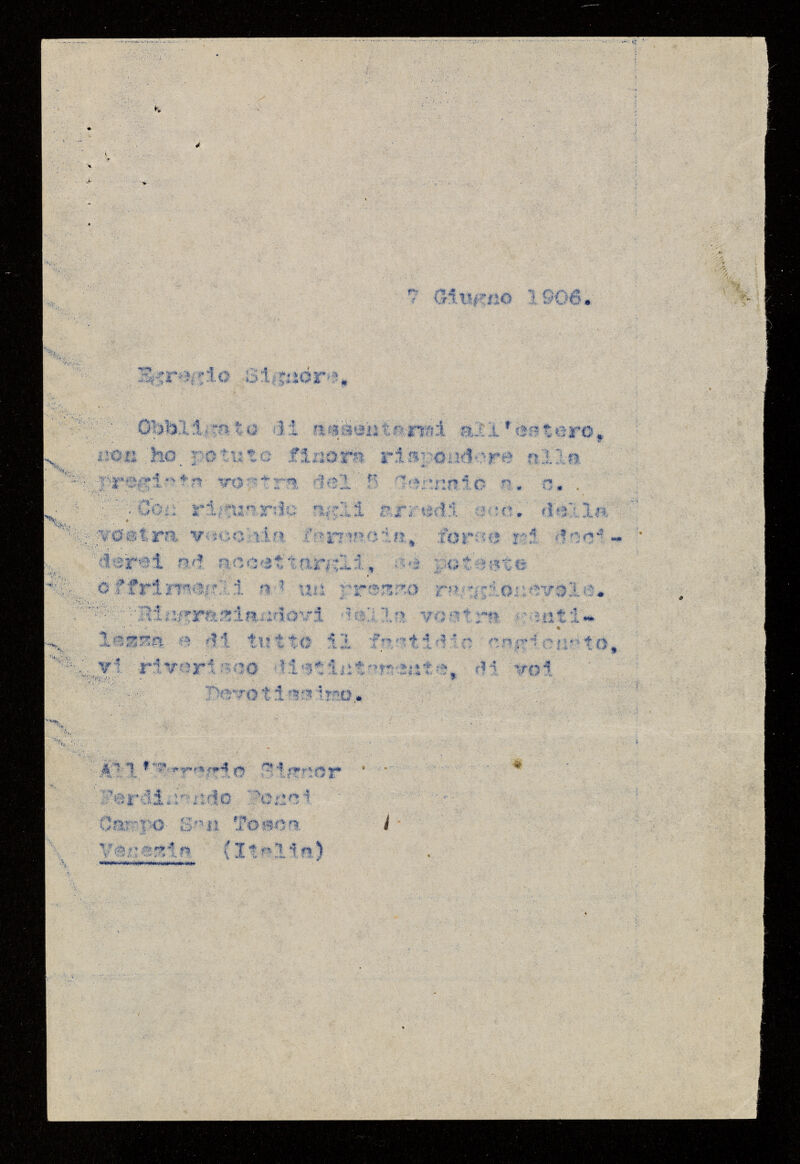 7 Giugno 1906.
Egregio Signore.
Obbligato di assentarmi all'estero,
non ho potuto finora rispondere alla
pregiata vostra del 5 Gennaio a. c. .
Con riguardo agli arredi ecc. della
vostra vecchia farmacia, forse mi deci-
derei ad accettargli, se poteste
offrirmegli ad un prezzo raggionevole.
Ringraziandovi della vostra genti-
lezza e di tutto il fastidio cagionato,
vi riverisco distintamente, di voi
Devotissimo.
All'Egregio Signor
Ferdinando Ponci
Campo San Tosca
Venezia (Italia)